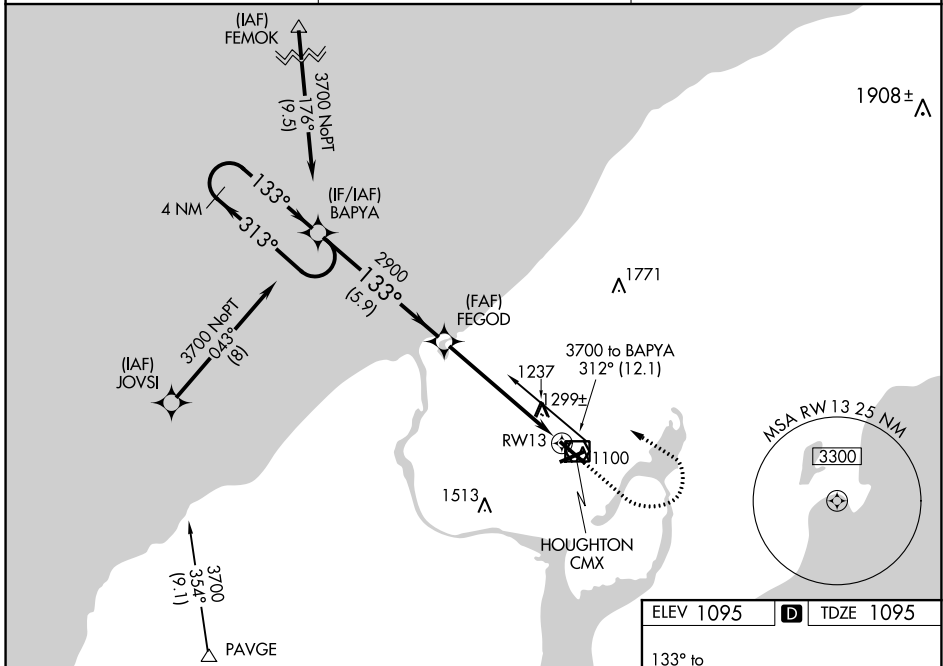 (IAF)
FEMOK
3700 NoPT
176°
(9.5)
1908±
133°
(IF/IAF)
BAPYA
4 NM
313°
2900
133°
(5.9)
1771
(FAF)
FEGOD
3700 NoPT
043°
(8)
(IAF)
JOVSI
3700 to BAPYA
312° (12.1)
1237
1299±
MSA RW 13 25 NM
3300
RW13
1100
1513
HOUGHTON
CMX
3700
354°
(9.1)
PAVGE
ELEV 1095 D TDZE 1095
133° to